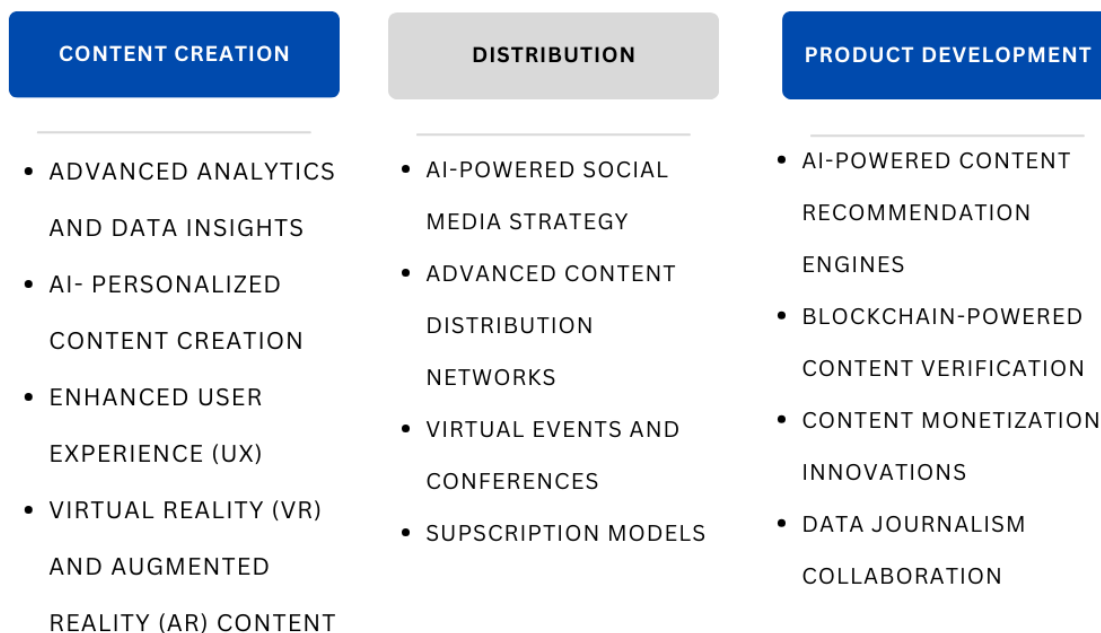 CONTENT CREATION
ADVANCED ANALYTICS
AND DATA INSIGHTS
AI- PERSONALIZED
CONTENT CREATION
ENHANCED USER
EXPERIENCE (UX)
VIRTUAL REALITY (VR)
AND AUGMENTED
REALITY (AR) CONTENT
DISTRIBUTION
AI-POWERED SOCIAL
MEDIA STRATEGY
ADVANCED CONTENT
DISTRIBUTION
NETWORKS
VIRTUAL EVENTS AND
CONFERENCES
SUPSCRIPTION MODELS
PRODUCT DEVELOPMENT
AI-POWERED CONTENT
RECOMMENDATION
ENGINES
BLOCKCHAIN-POWERED
CONTENT VERIFICATION
CONTENT MONETIZATION
INNOVATIONS
DATA JOURNALISM
COLLABORATION